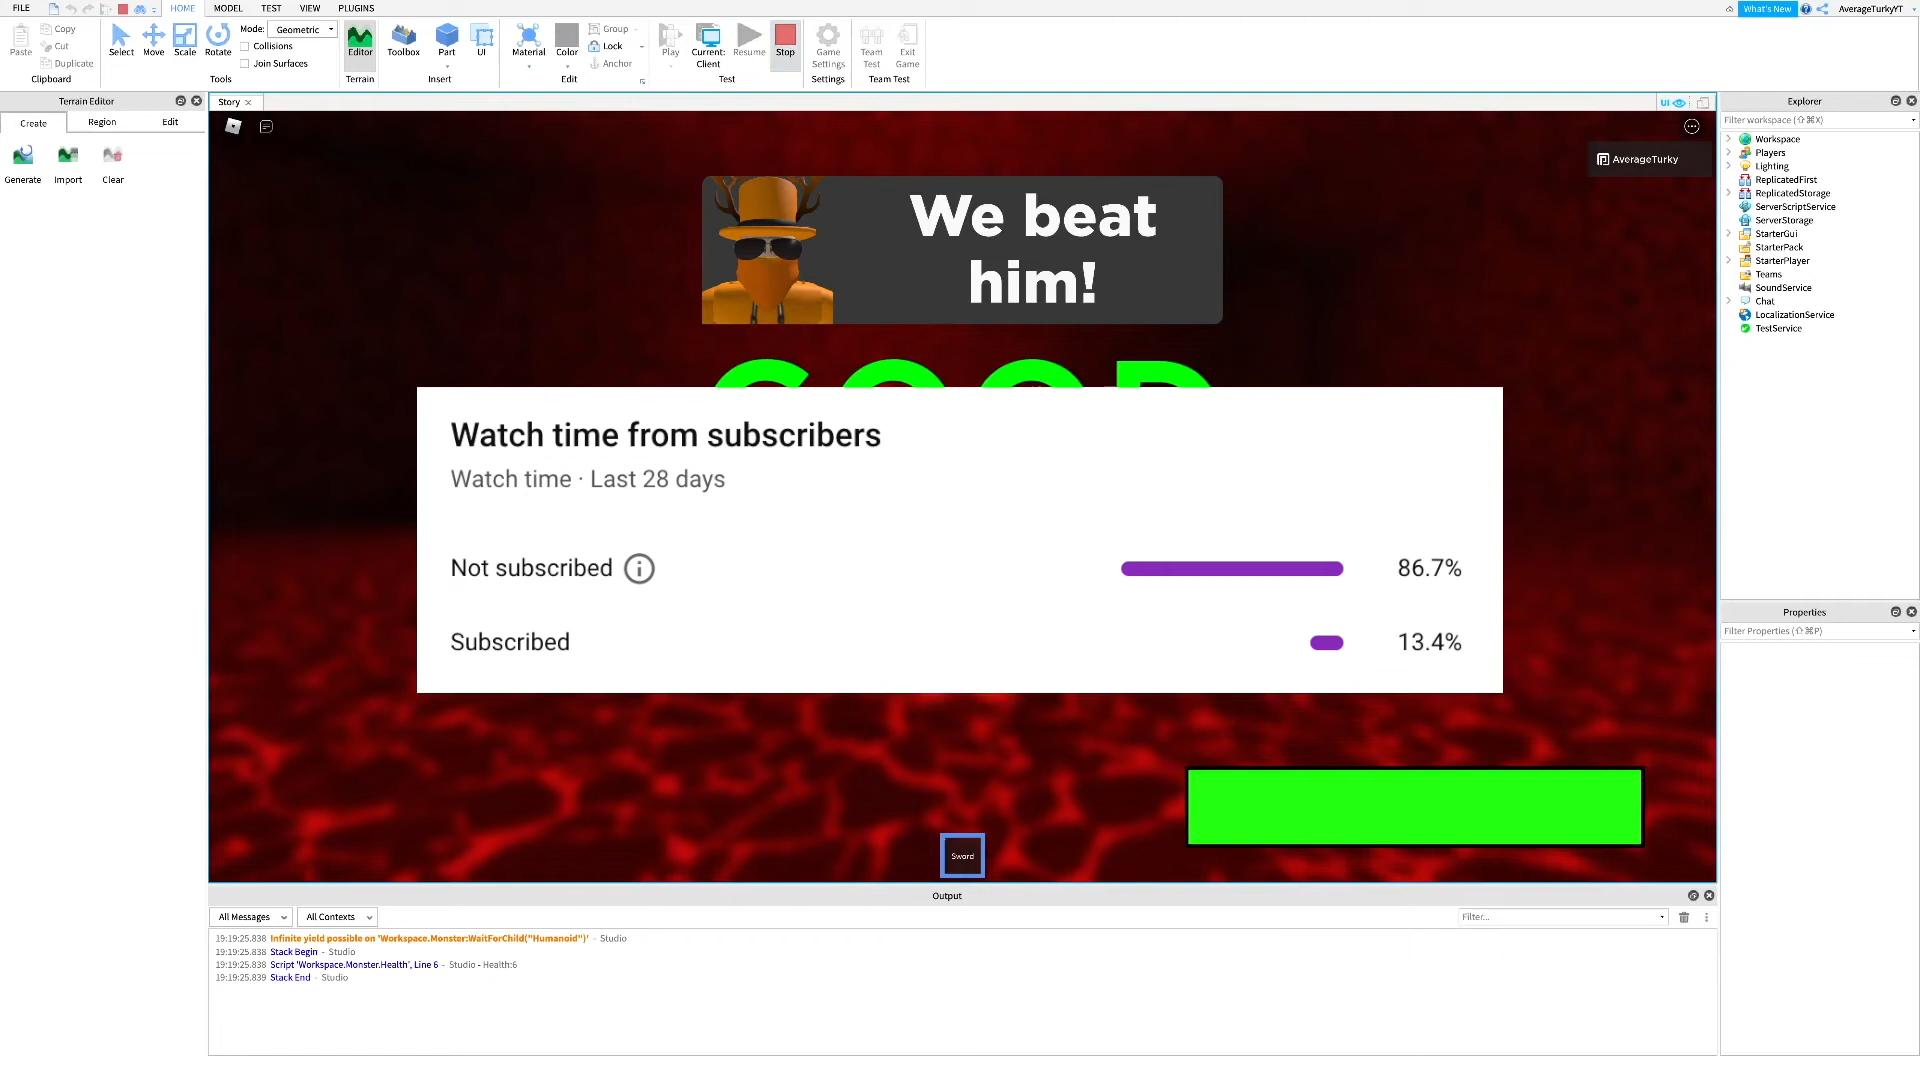 FILE HOME MODEL TEST VIEW PLUGINS What's New AverageTurkyYT
Paste Copy Cut Duplicate
Clipboard
Select Move Scale Rotate
Mode: Geometric
Collisions
Join Surfaces
Tools
Editor
Terrain
Toolbox Part UI
Insert
Material Color Group Lock Anchor
Edit
Play Current: Client Resume Stop
Test
Game Settings
Settings
Team Test Exit Game
Team Test
Terrain Editor
Create Region Edit
Generate Import Clear
Story
UI
AverageTurky
We beat
him!
GOOD
Watch time from subscribers
Watch time · Last 28 days
Not subscribed 86.7%
Subscribed 13.4%
Sword
Explorer
Filter workspace (⇧⌘X)
Workspace
Players
Lighting
ReplicatedFirst
ReplicatedStorage
ServerScriptService
ServerStorage
StarterGui
StarterPack
StarterPlayer
Teams
SoundService
Chat
LocalizationService
TestService
Properties
Filter Properties (⇧⌘P)
Output
All Messages All Contexts Filter...
19:19:25.838 Infinite yield possible on 'Workspace.Monster:WaitForChild("Humanoid")' - Studio
19:19:25.838 Stack Begin - Studio
19:19:25.838 Script 'Workspace.Monster.Health', Line 6 - Studio - Health:6
19:19:25.839 Stack End - Studio